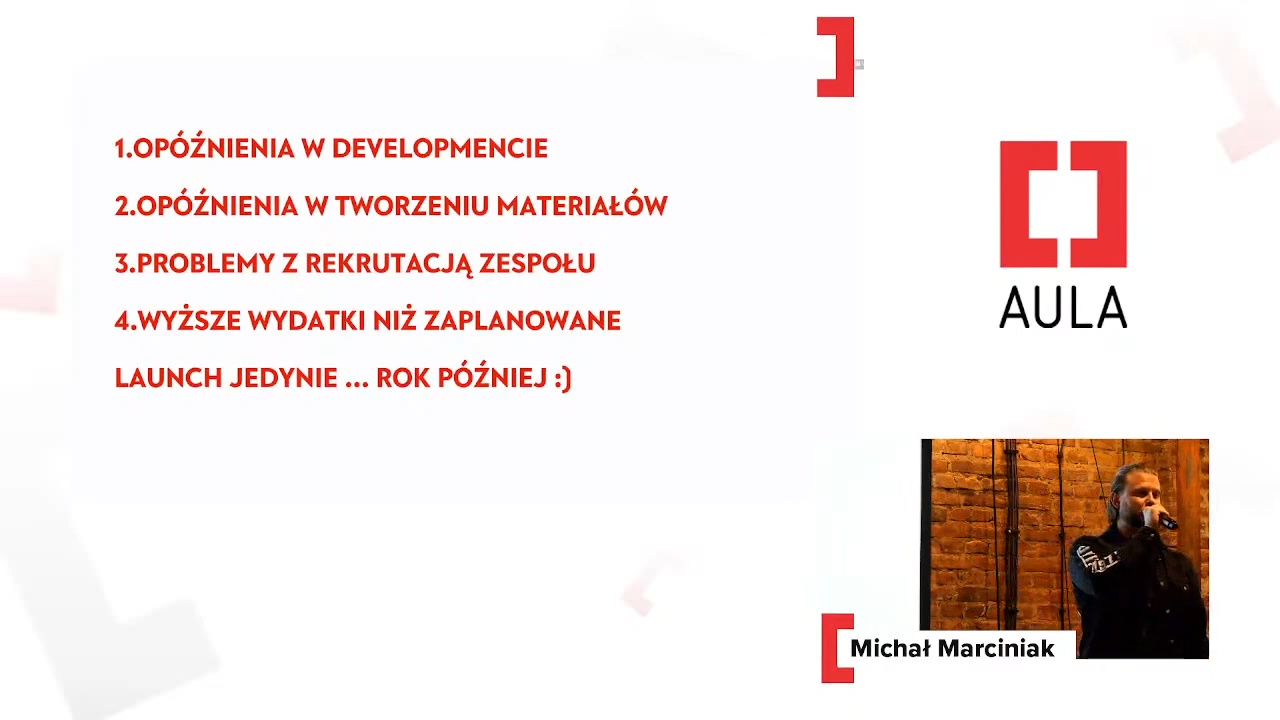 1.OPÓŹNIENIA W DEVELOPMENCIE
2.OPÓŹNIENIA W TWORZENIU MATERIAŁÓW
3.PROBLEMY Z REKRUTACJĄ ZESPOŁU
4.WYŻSZE WYDATKI NIŻ ZAPLANOWANE
LAUNCH JEDYNIE ... ROK PÓŹNIEJ :)
AULA
Michał Marciniak